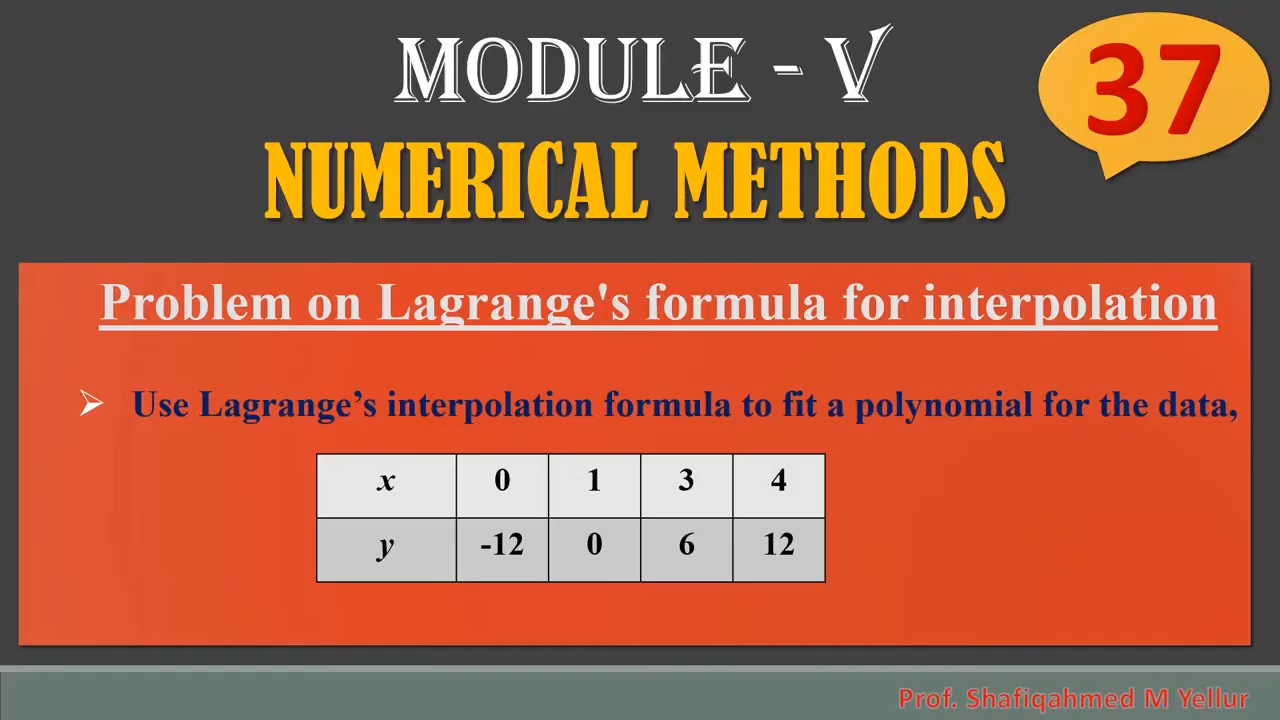 MODULE - V
37
NUMERICAL METHODS
Problem on Lagrange's formula for interpolation
Use Lagrange’s interpolation formula to fit a polynomial for the data,
x 0 1 3 4
y -12 0 6 12
Prof. Shafiqahmed M Yellur